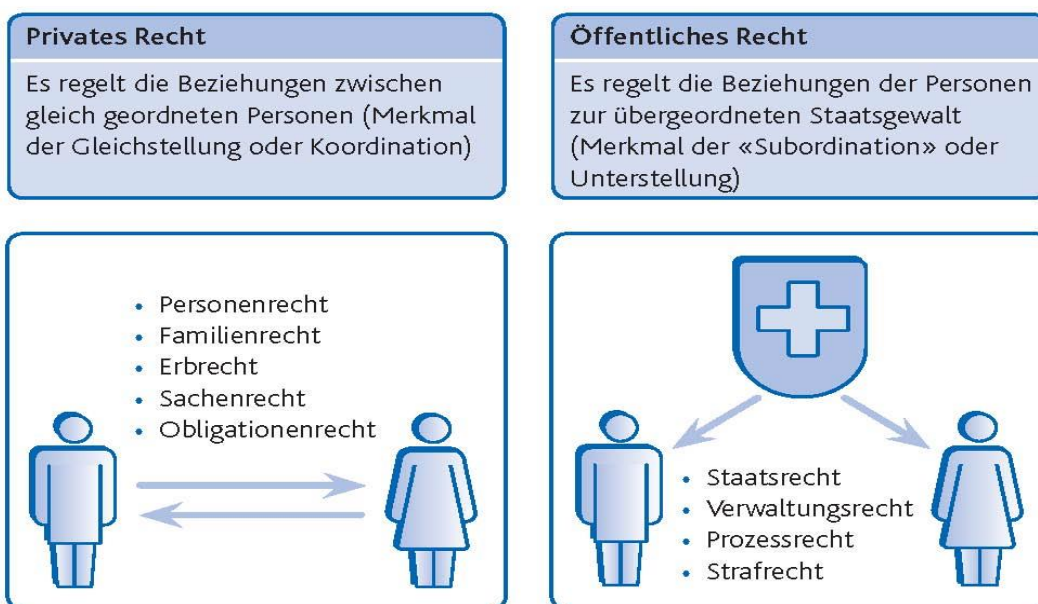 Privates Recht
Es regelt die Beziehungen zwischen
gleich geordneten Personen (Merkmal
der Gleichstellung oder Koordination)
Öffentliches Recht
Es regelt die Beziehungen der Personen
zur übergeordneten Staatsgewalt
(Merkmal der «Subordination» oder
Unterstellung)
• Personenrecht
• Familienrecht
• Erbrecht
• Sachenrecht
• Obligationenrecht
• Staatsrecht
• Verwaltungsrecht
• Prozessrecht
• Strafrecht